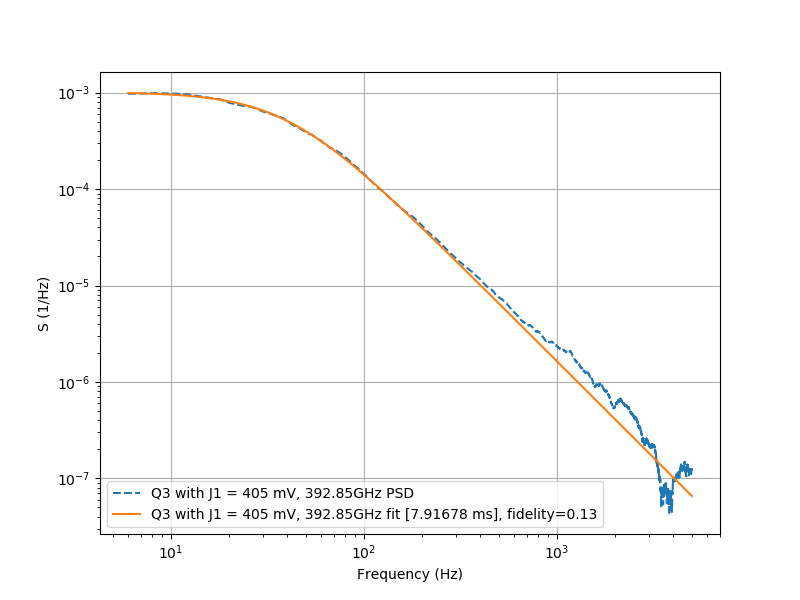 10⁻³
10⁻⁴
10⁻⁵
10⁻⁶
10⁻⁷
S (1/Hz)
Q3 with J1 = 405 mV, 392.85GHz PSD
Q3 with J1 = 405 mV, 392.85GHz fit [7.91678 ms], fidelity=0.13
10¹ 10² 10³
Frequency (Hz)